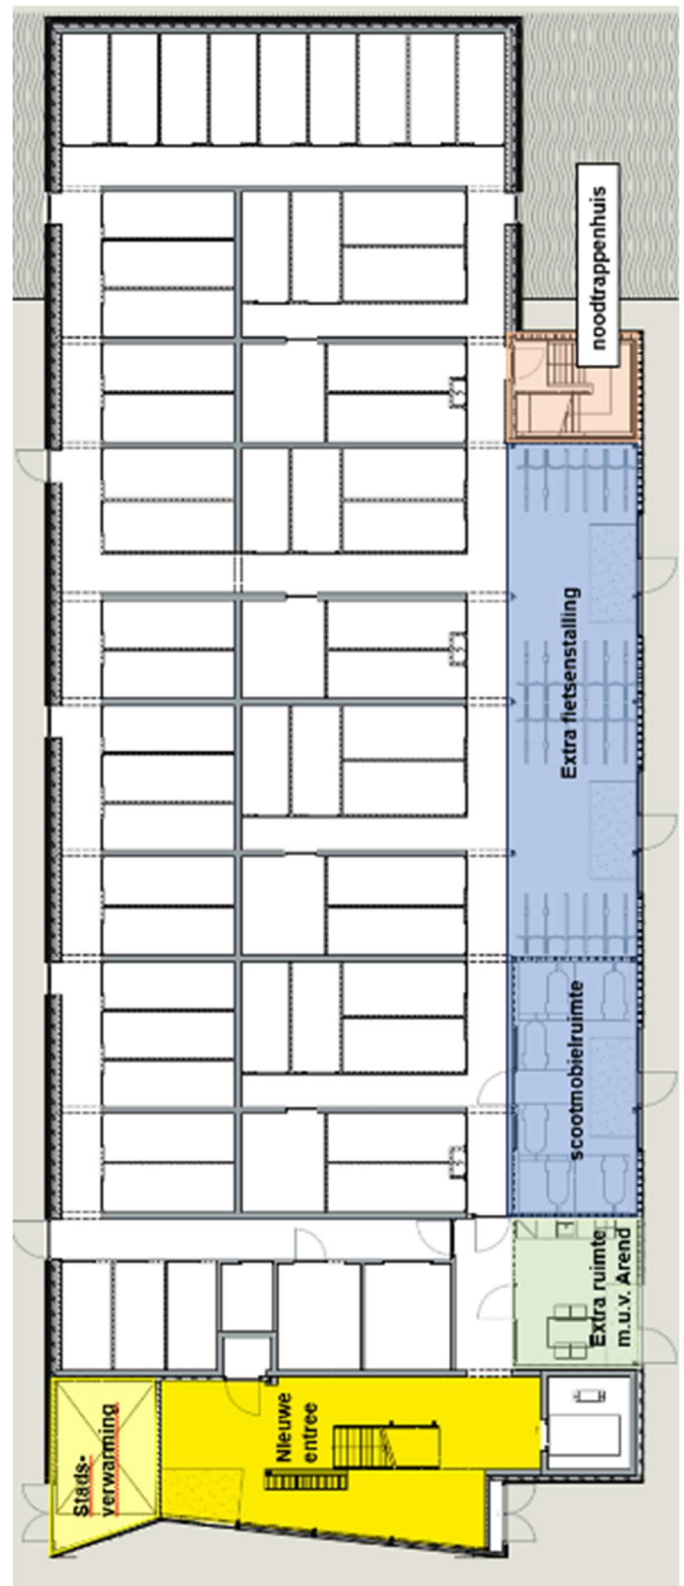 noodtrappenhuis
Extra fietsenstalling
scootmobielruimte
Extra ruimte
m.u.v. Arend
Nieuwe
entree
Stads-
verwarming